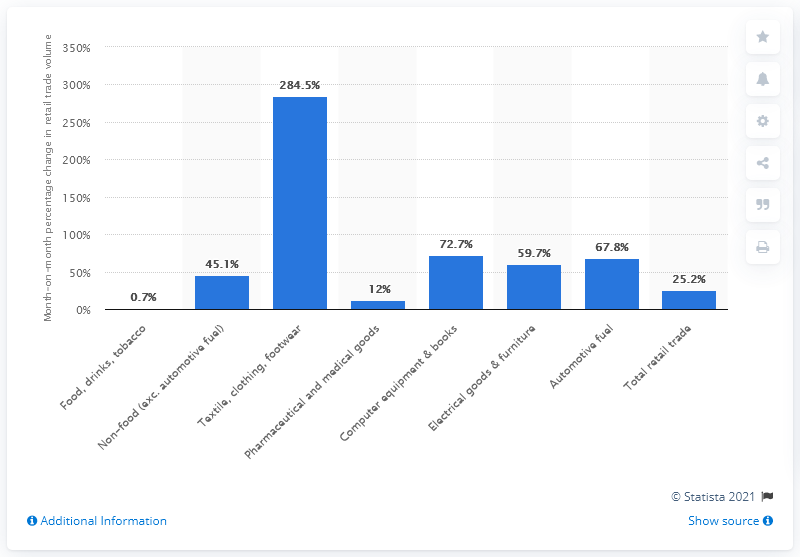 Month-on-month percentage change in retail trade volume
350%
300%
250%
200%
150%
100%
50%
0%
0.7%
45.1%
284.5%
12%
72.7%
59.7%
67.8%
25.2%
Food, drinks, tobacco
Non-food (exc. automotive fuel)
Textile, clothing, footwear
Pharmaceutical and medical goods
Computer equipment & books
Electrical goods & furniture
Automotive fuel
Total retail trade
© Statista 2021
Additional Information
Show source